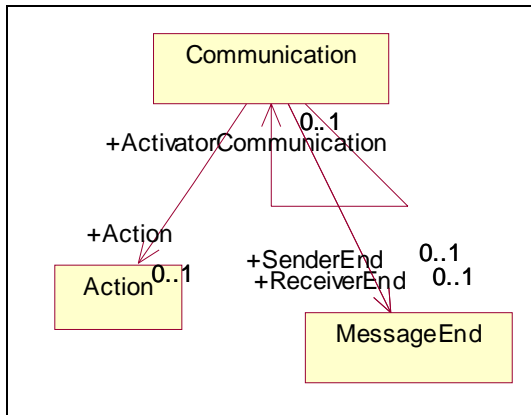 Communication
0..1
+ActivatorCommunication
+Action
0..1
Action
+SenderEnd 0..1
+ReceiverEnd 0..1
MessageEnd